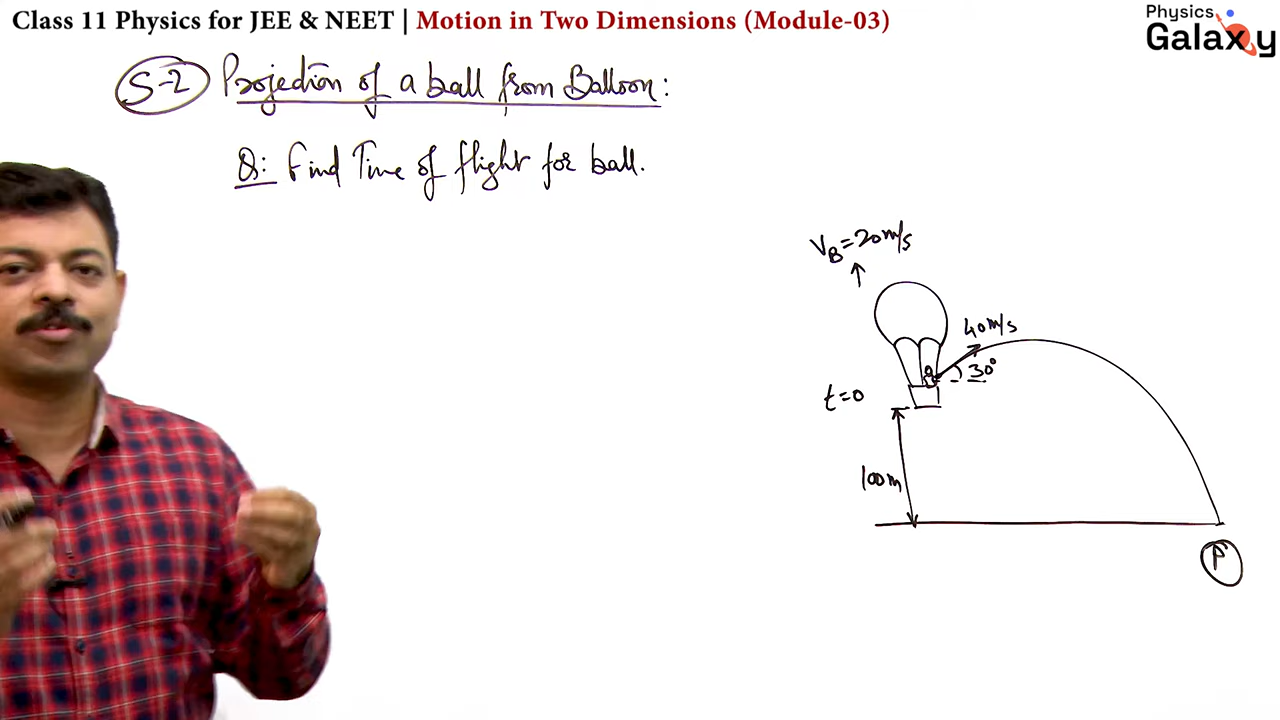 Class 11 Physics for JEE & NEET | Motion in Two Dimensions (Module-03)
Physics
Galaxy
S-2 Projection of a ball from Balloon:
Q: Find Time of flight for ball.
V_B=20m/s
40m/s
30°
t=0
100m
P